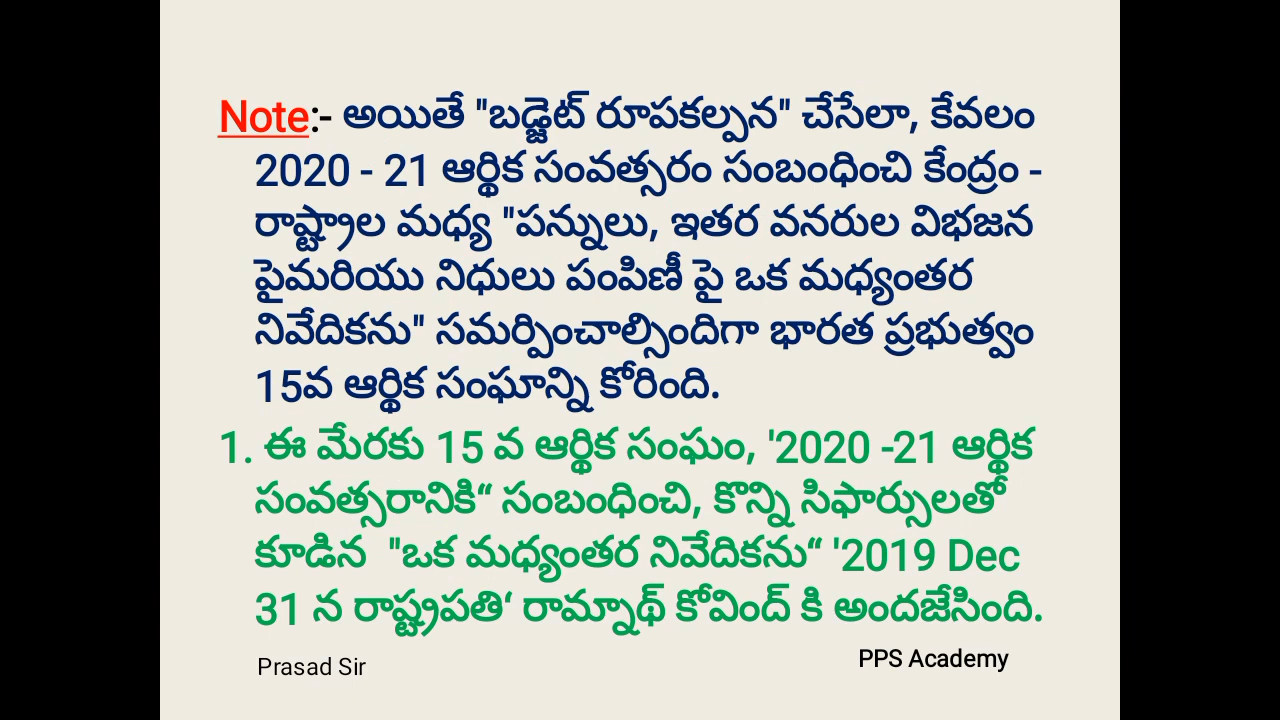 Note:- అయితే "బడ్జెట్ రూపకల్పన" చేసేలా, కేవలం
2020 - 21 ఆర్థిక సంవత్సరం సంబంధించి కేంద్రం -
రాష్ట్రాల మధ్య "పన్నులు, ఇతర వనరుల విభజన
పైమరియు నిధులు పంపిణీ పై ఒక మధ్యంతర
నివేదికను" సమర్పించాల్సిందిగా భారత ప్రభుత్వం
15వ ఆర్థిక సంఘాన్ని కోరింది.
1. ఈ మేరకు 15 వ ఆర్థిక సంఘం, '2020 -21 ఆర్థిక
సంవత్సరానికి“ సంబంధించి, కొన్ని సిఫార్సులతో
కూడిన "ఒక మధ్యంతర నివేదికను“ '2019 Dec
31 న రాష్ట్రపతి‘ రామ్నాథ్ కోవింద్ కి అందజేసింది.
Prasad Sir
PPS Academy